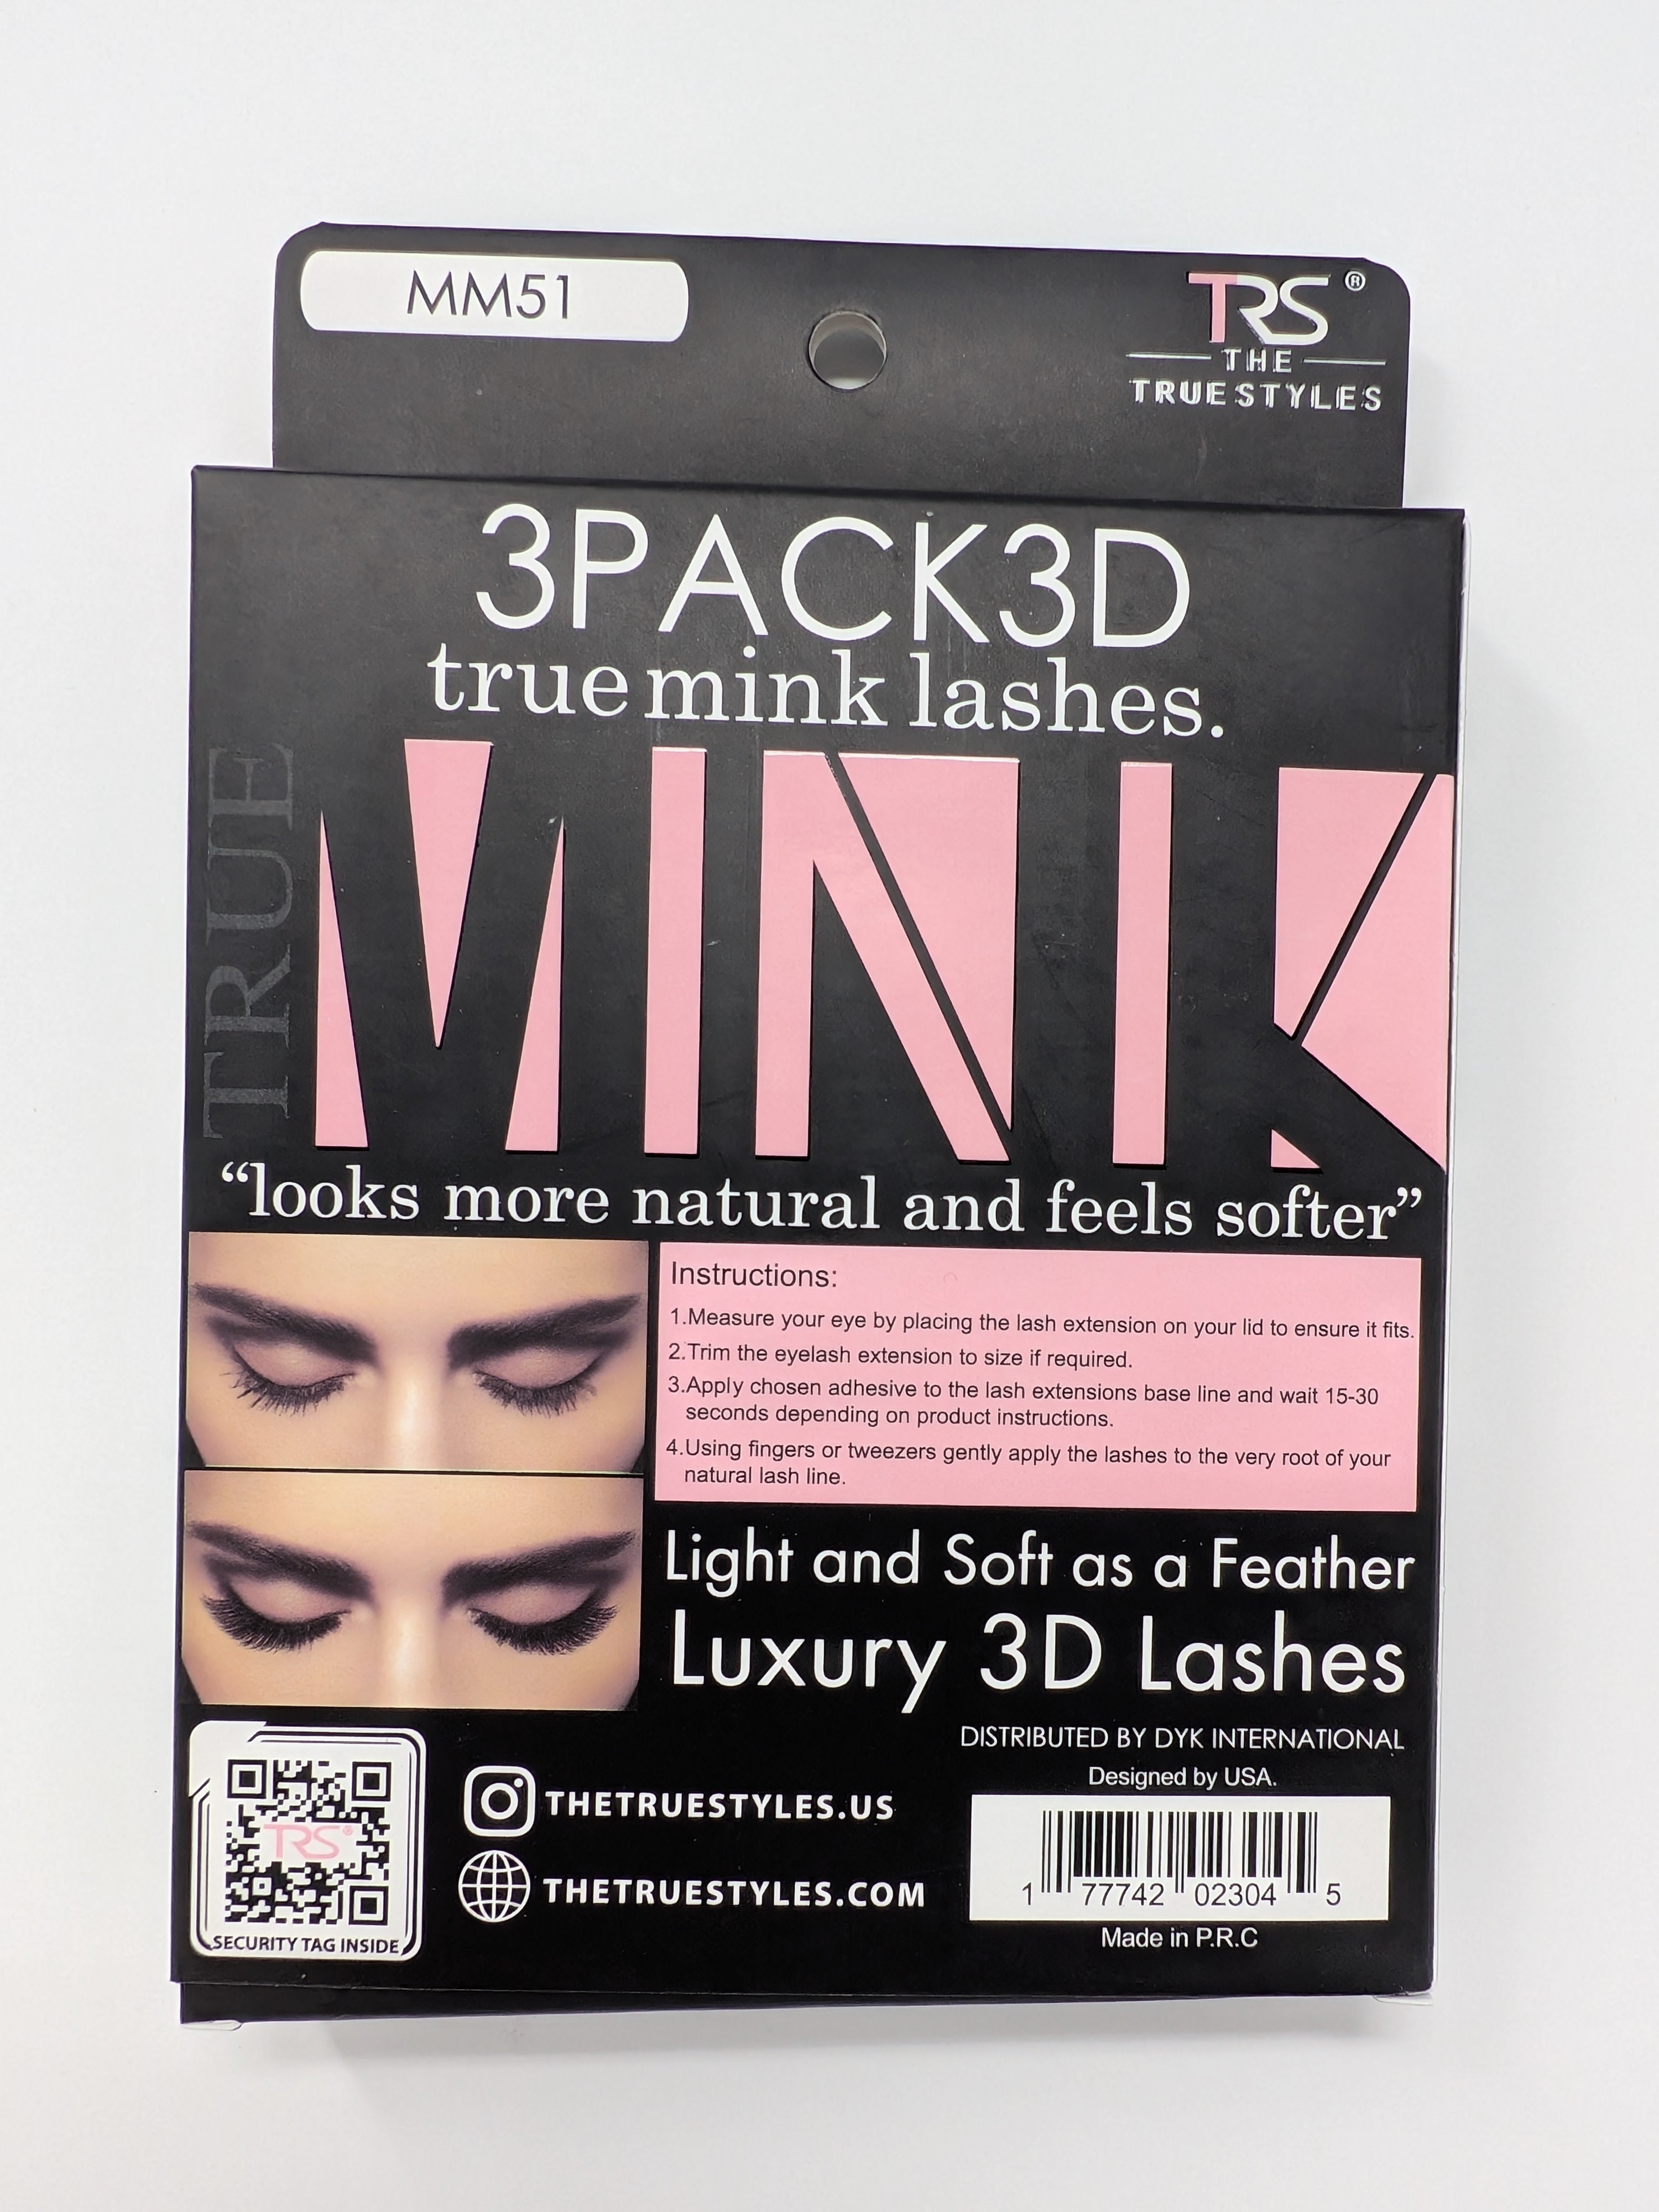 MM51
TRS®
THE
TRUE STYLES
3PACK3D
true mink lashes.
TRUE
MINK
“looks more natural and feels softer”
Instructions:
1.Measure your eye by placing the lash extension on your lid to ensure it fits.
2.Trim the eyelash extension to size if required.
3.Apply chosen adhesive to the lash extensions base line and wait 15-30
seconds depending on product instructions.
4.Using fingers or tweezers gently apply the lashes to the very root of your
natural lash line.
Light and Soft as a Feather
Luxury 3D Lashes
DISTRIBUTED BY DYK INTERNATIONAL
Designed by USA.
TRS®
SECURITY TAG INSIDE
THETRUESTYLES.US
THETRUESTYLES.COM
1 77742 02304 5
Made in P.R.C